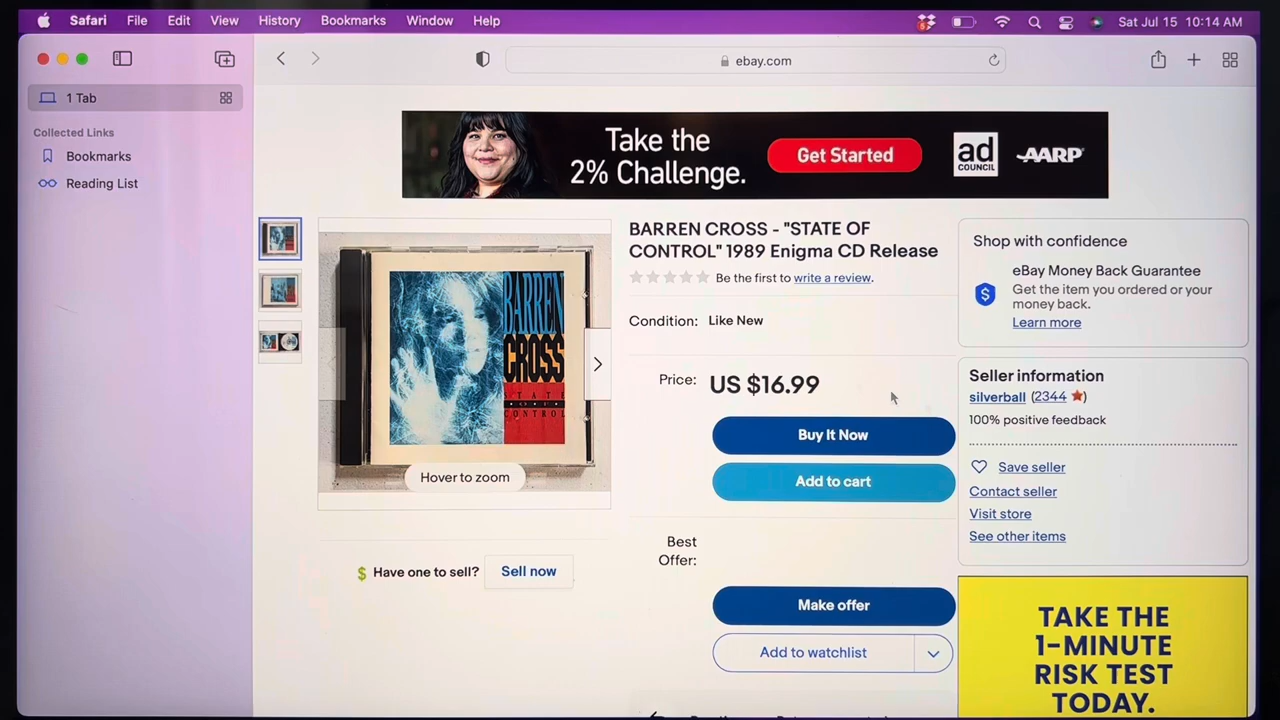 Safari File Edit View History Bookmarks Window Help
Sat Jul 15 10:14 AM
ebay.com
1 Tab
Collected Links
Bookmarks
Reading List
Take the
2% Challenge.
Get Started
ad
COUNCIL
AARP
BARREN CROSS - "STATE OF
CONTROL" 1989 Enigma CD Release
Be the first to write a review.
Condition: Like New
Price: US $16.99
Buy It Now
Add to cart
Best
Offer:
Make offer
Add to watchlist
BARREN
CROSS
STATE
OF
CONTROL
Hover to zoom
$ Have one to sell? Sell now
Shop with confidence
eBay Money Back Guarantee
Get the item you ordered or your
money back.
Learn more
Seller information
silverball (2344)
100% positive feedback
Save seller
Contact seller
Visit store
See other items
TAKE THE
1-MINUTE
RISK TEST
TODAY.